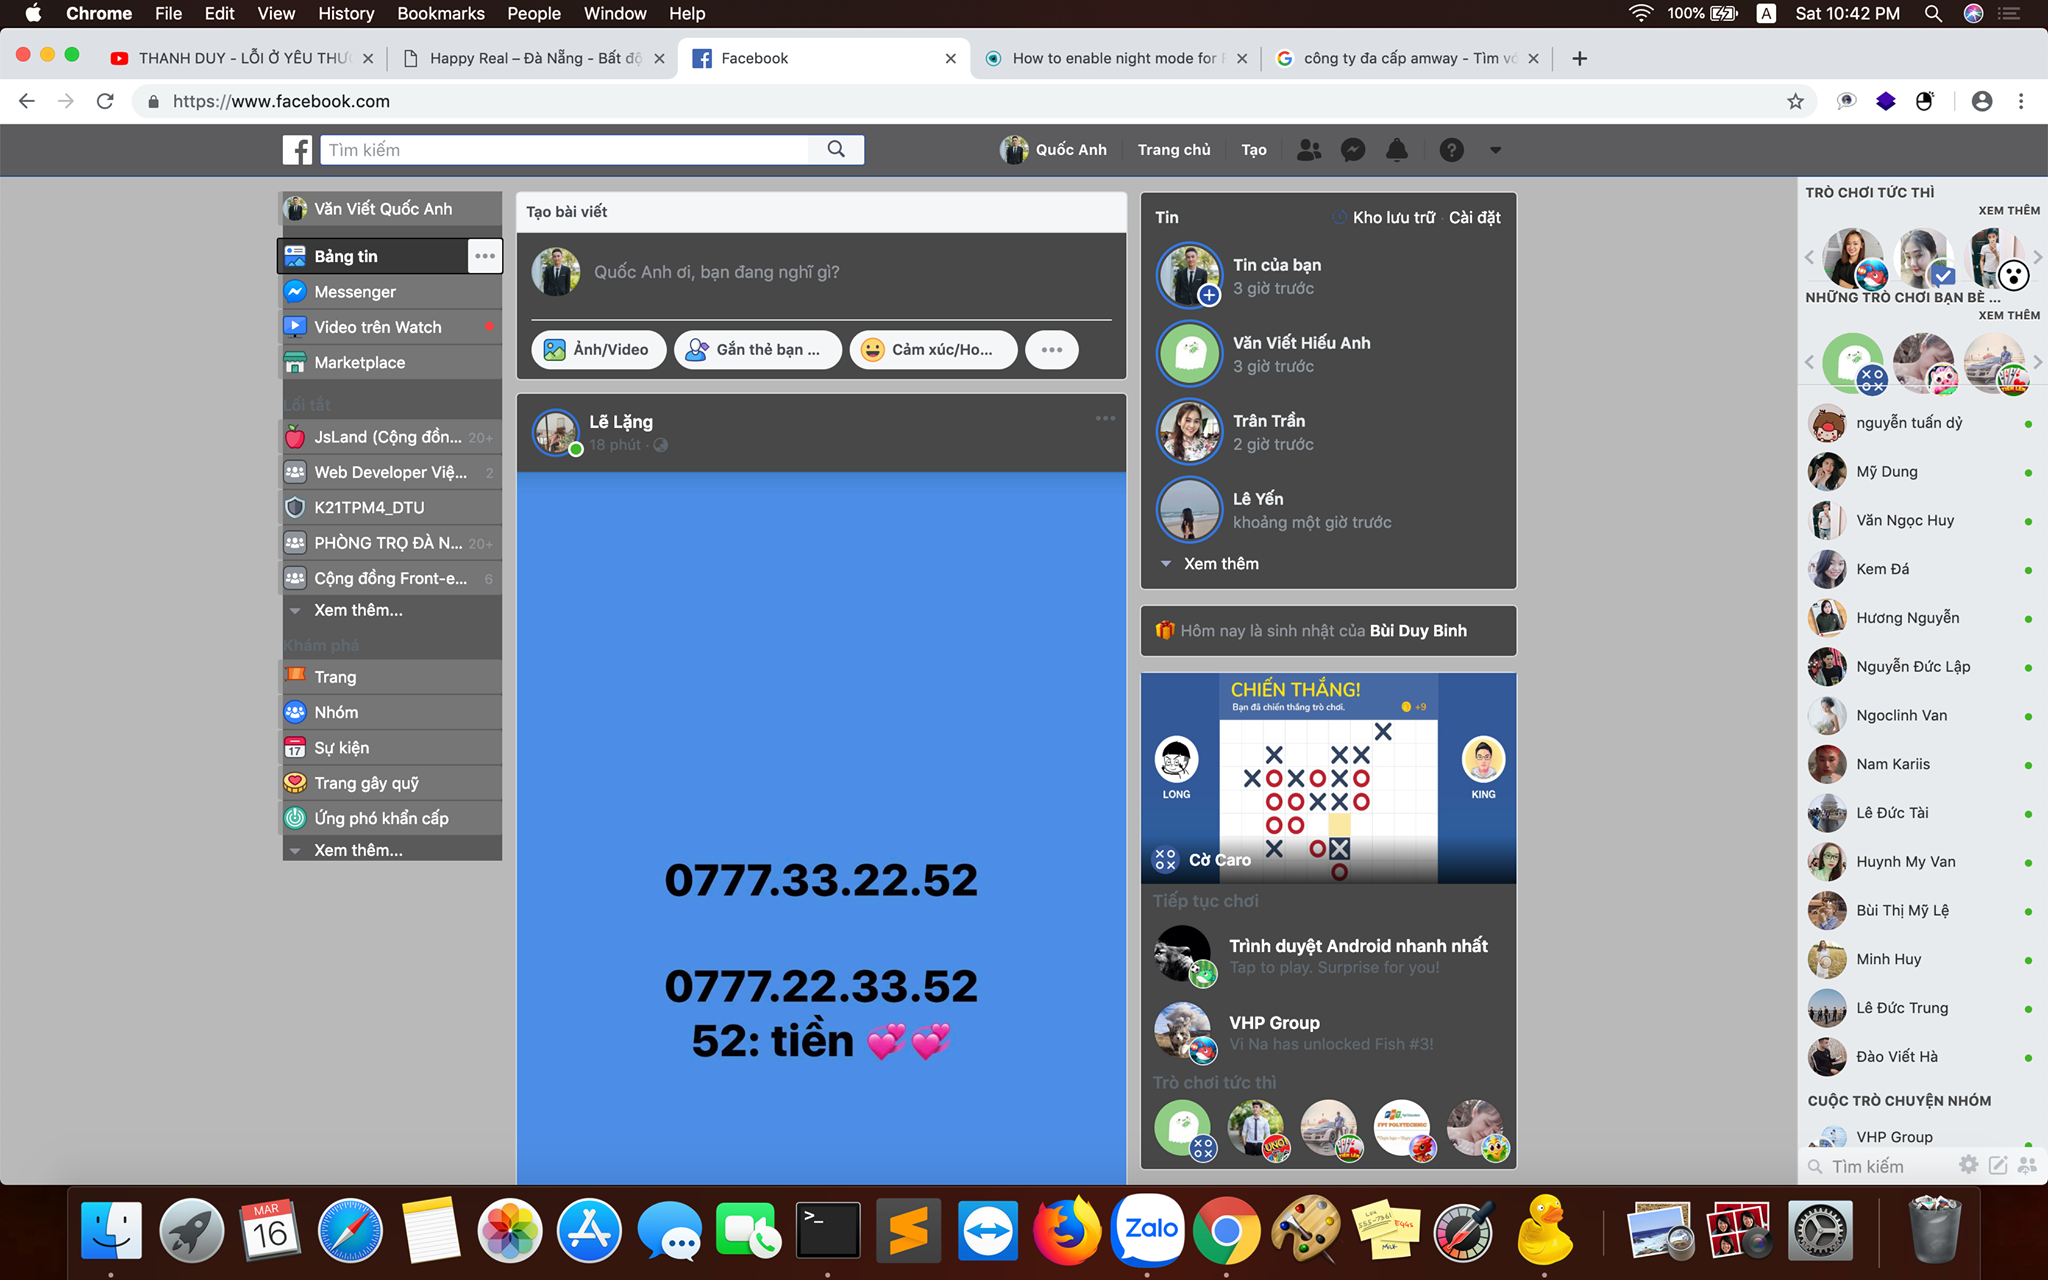 Chrome File Edit View History Bookmarks People Window Help
100% A Sat 10:42 PM
THANH DUY - LỖI Ở YÊU THƯƠ
Happy Real – Đà Nẵng - Bất độ
Facebook
How to enable night mode for F
công ty đa cấp amway - Tìm vớ
https://www.facebook.com
Tìm kiếm
Quốc Anh
Trang chủ
Tạo
Văn Viết Quốc Anh
Bảng tin
Messenger
Video trên Watch
Marketplace
Lối tắt
JsLand (Cộng đồn... 20+
Web Developer Việ... 2
K21TPM4_DTU
PHÒNG TRỌ ĐÀ N... 20+
Cộng đồng Front-e... 6
Xem thêm...
Khám phá
Trang
Nhóm
17
Sự kiện
Trang gây quỹ
Ứng phó khẩn cấp
Xem thêm...
Tạo bài viết
Quốc Anh ơi, bạn đang nghĩ gì?
Ảnh/Video
Gắn thẻ bạn ...
Cảm xúc/Ho...
Lẽ Lặng
18 phút ·
0777.33.22.52
0777.22.33.52
52: tiền 💞💞
Tin
Kho lưu trữ · Cài đặt
Tin của bạn
3 giờ trước
Văn Viết Hiếu Anh
3 giờ trước
Trân Trần
2 giờ trước
Lê Yến
khoảng một giờ trước
Xem thêm
Hôm nay là sinh nhật của Bùi Duy Binh
CHIẾN THẮNG!
Bạn đã chiến thắng trò chơi.
+9
LONG
KING
Cờ Caro
Tiếp tục chơi
Trình duyệt Android nhanh nhất
Tap to play. Surprise for you!
VHP Group
Vi Na has unlocked Fish #3!
Trò chơi tức thì
UNO
FPT POLYTECHNIC
TRÒ CHƠI TỨC THÌ
XEM THÊM
NHỮNG TRÒ CHƠI BẠN BÈ ...
XEM THÊM
nguyễn tuấn dỷ
Mỹ Dung
Văn Ngọc Huy
Kem Đá
Hương Nguyễn
Nguyễn Đức Lập
Ngoclinh Van
Nam Kariis
Lê Đức Tài
Huynh My Van
Bùi Thị Mỹ Lệ
Minh Huy
Lê Đức Trung
Đào Viết Hà
CUỘC TRÒ CHUYỆN NHÓM
VHP Group
Tìm kiếm
MAR
16
>_
Zalo